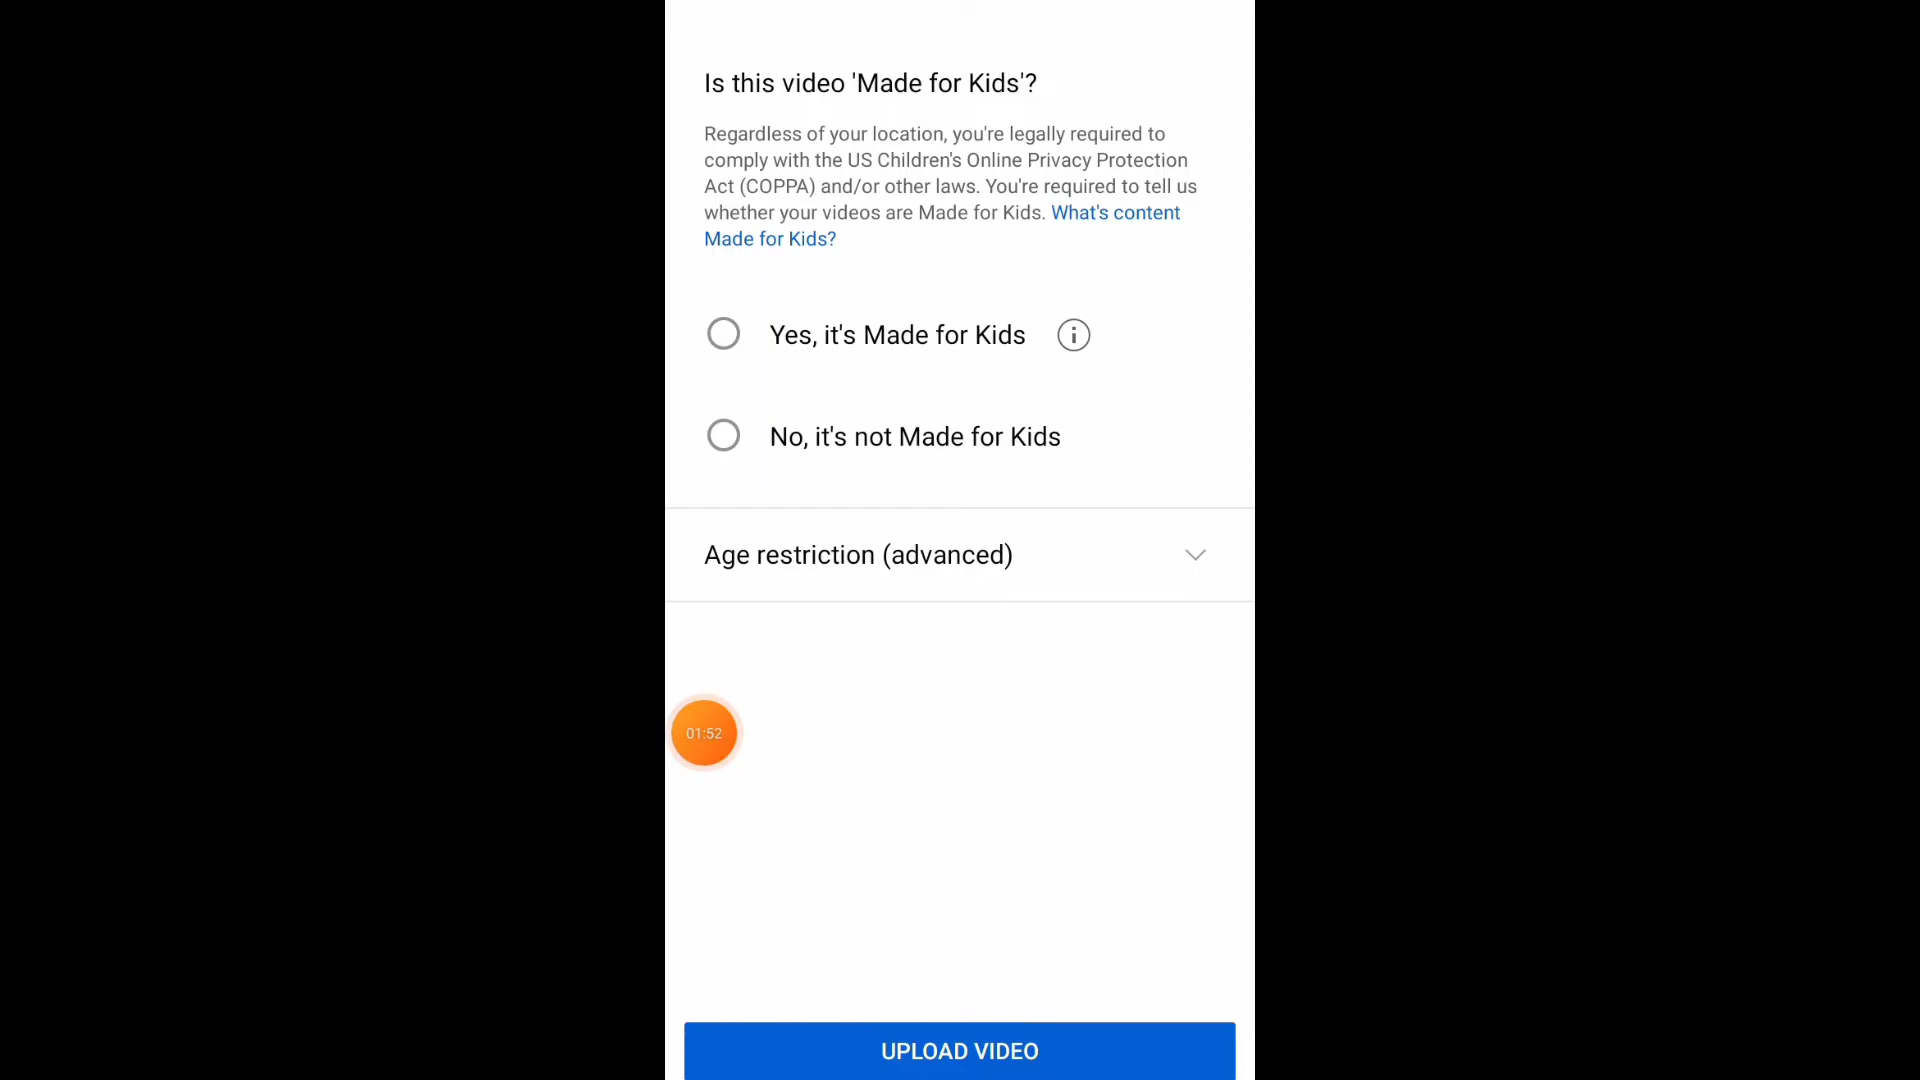 Is this video 'Made for Kids'?
Regardless of your location, you're legally required to
comply with the US Children's Online Privacy Protection
Act (COPPA) and/or other laws. You're required to tell us
whether your videos are Made for Kids. What's content
Made for Kids?
Yes, it's Made for Kids
No, it's not Made for Kids
Age restriction (advanced)
01:52
UPLOAD VIDEO